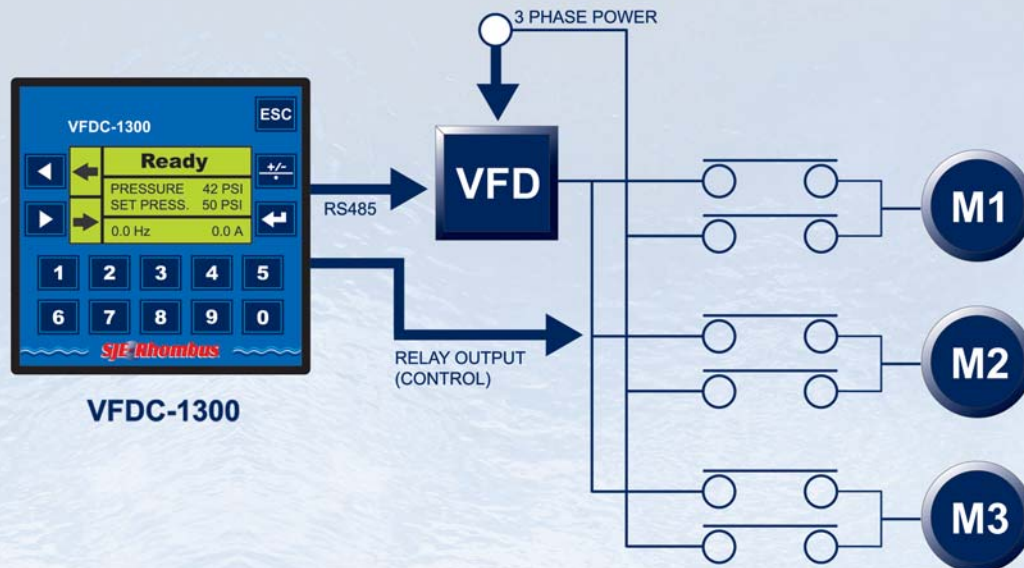 3 PHASE POWER
VFDC-1300
ESC
Ready
PRESSURE 42 PSI
SET PRESS. 50 PSI
0.0 Hz 0.0 A
+/-
1 2 3 4 5
6 7 8 9 0
SJE Rhombus
VFDC-1300
RS485
VFD
RELAY OUTPUT
(CONTROL)
M1
M2
M3